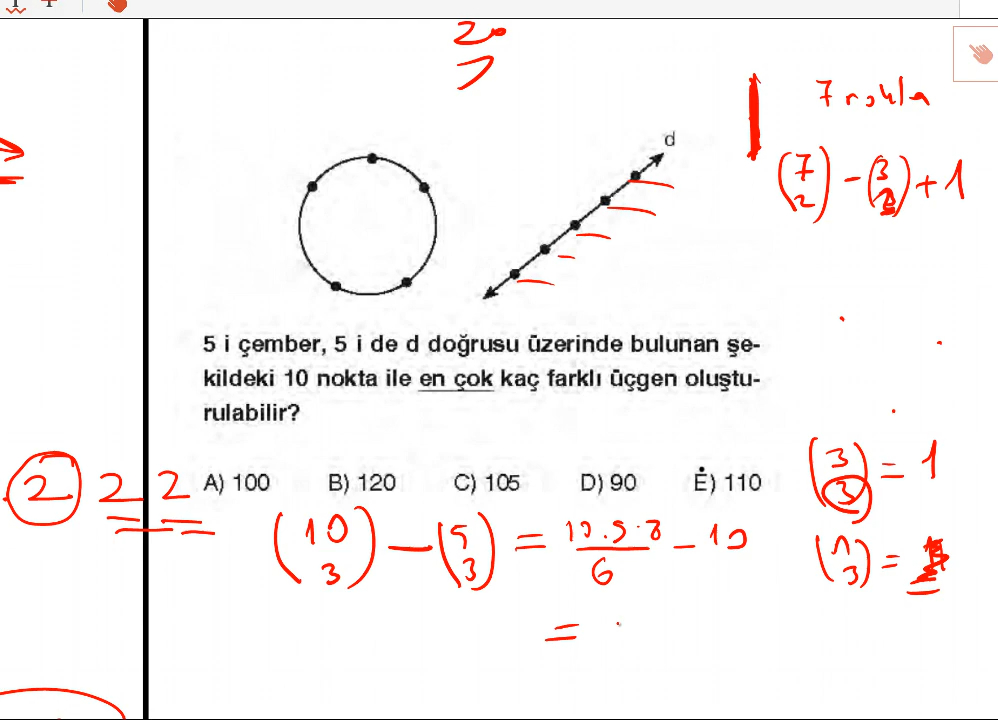 20
7 nokta
(7 2) - (3 2) + 1
d
5 i çember, 5 i de d doğrusu üzerinde bulunan şe-
kildeki 10 nokta ile en çok kaç farklı üçgen oluştu-
rulabilir?
(3 3) = 1
2 2 2
A) 100 B) 120 C) 105 D) 90 E) 110
(10 3) - (5 3) = 10.9.8 / 6 - 10
(n 3) =
=